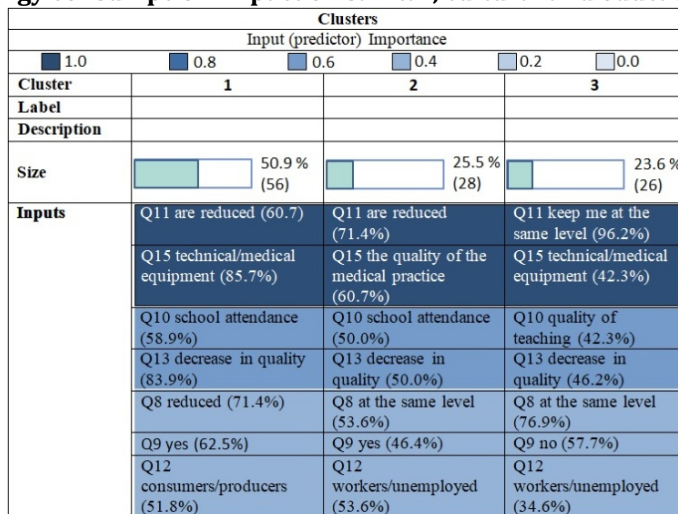 Clusters
Input (predictor) Importance
1.0 0.8 0.6 0.4 0.2 0.0
Cluster 1 2 3
Label
Description
Size 50.9 % (56) 25.5 % (28) 23.6 % (26)
Inputs
Q11 are reduced (60.7)
Q11 are reduced
(71.4%)
Q11 keep me at the
same level (96.2%)
Q15 technical/medical
equipment (85.7%)
Q15 the quality of the
medical practice
(60.7%)
Q15 technical/medical
equipment (42.3%)
Q10 school attendance
(58.9%)
Q10 school attendance
(50.0%)
Q10 quality of
teaching (42.3%)
Q13 decrease in quality
(83.9%)
Q13 decrease in
quality (50.0%)
Q13 decrease in
quality (46.2%)
Q8 reduced (71.4%)
Q8 at the same level
(53.6%)
Q8 at the same level
(76.9%)
Q9 yes (62.5%)
Q9 yes (46.4%)
Q9 no (57.7%)
Q12
consumers/producers
(51.8%)
Q12
workers/unemployed
(53.6%)
Q12
workers/unemployed
(34.6%)